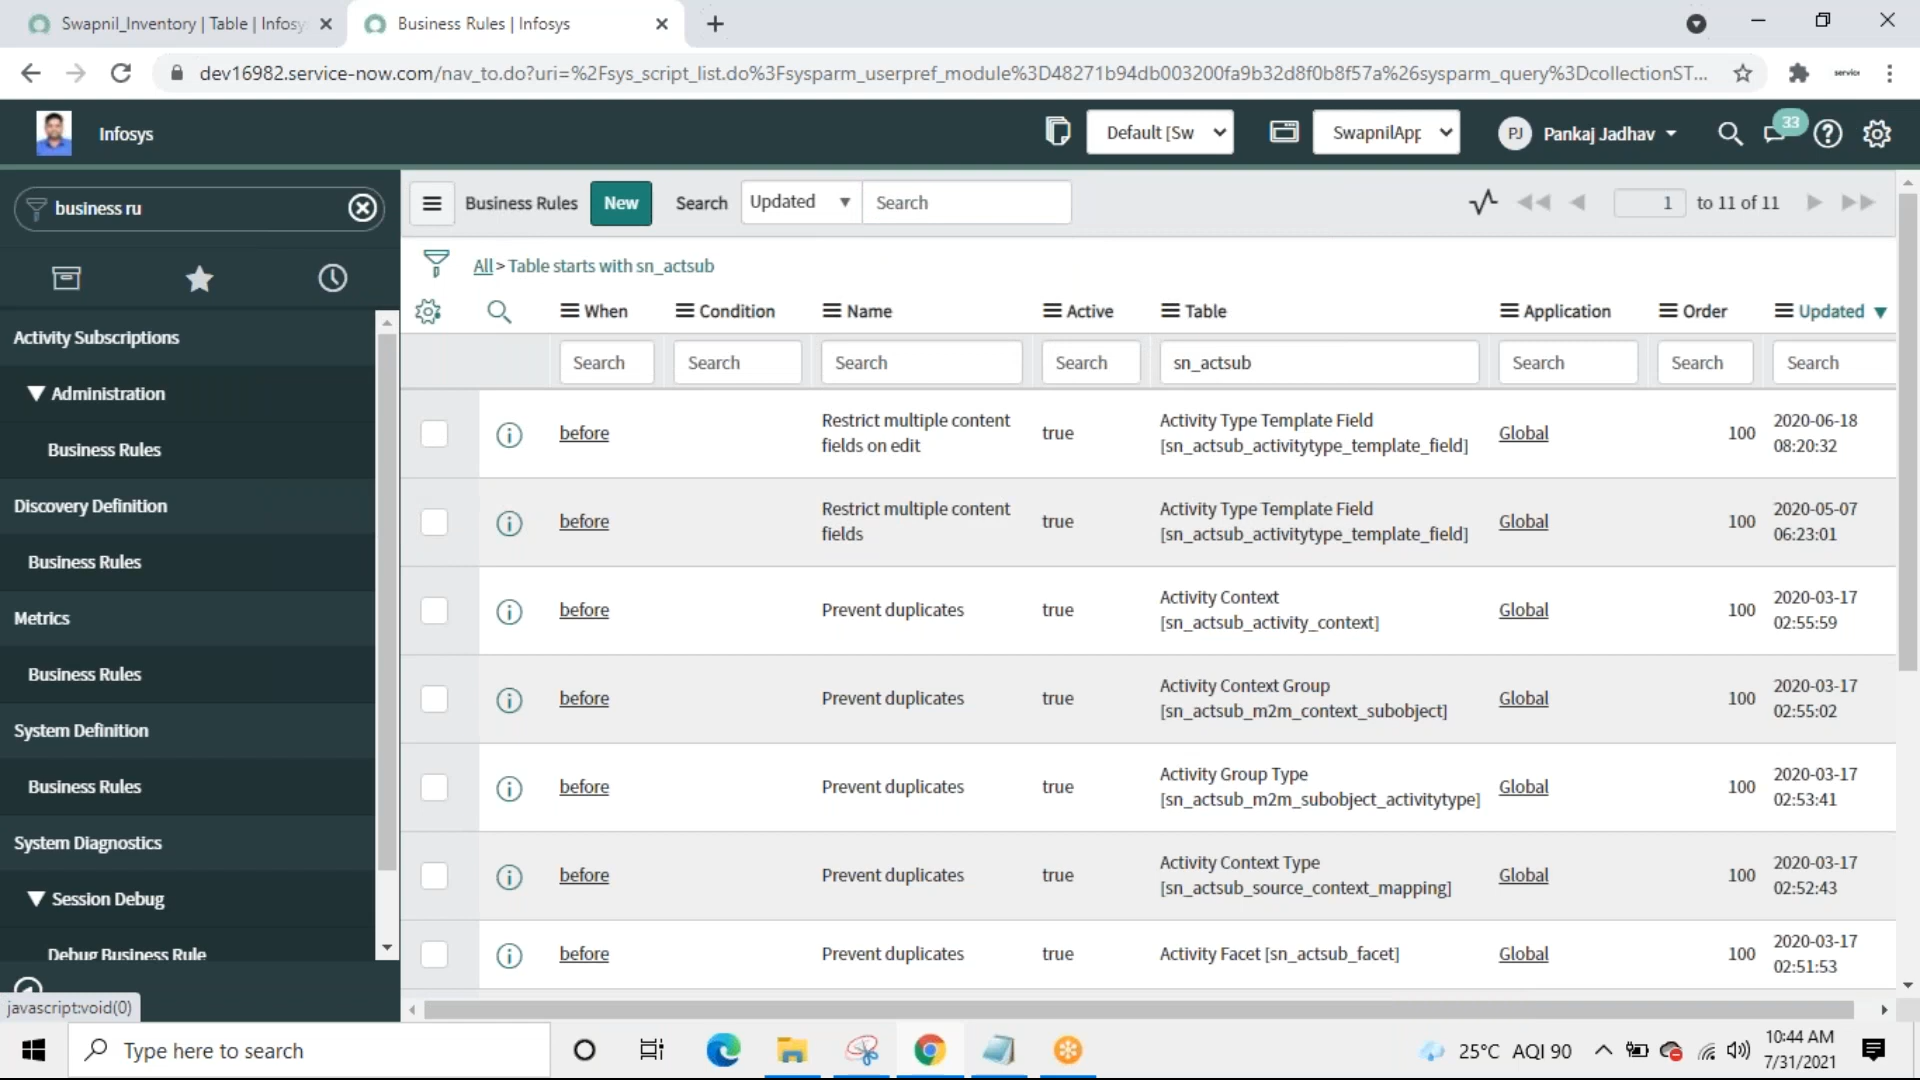 Swapnil_Inventory | Table | Infosy
Business Rules | Infosys
dev16982.service-now.com/nav_to.do?uri=%2Fsys_script_list.do%3Fsysparm_userpref_module%3D48271b94db003200fa9b32d8f0b8f57a%26sysparm_query%3DcollectionST...
service
Infosys
Default [Sw
SwapnilApp
PJ Pankaj Jadhav
33
business ru
Business Rules New Search Updated Search 1 to 11 of 11
All > Table starts with sn_actsub
When Condition Name Active Table Application Order Updated
Search Search Search Search sn_actsub Search Search Search
before Restrict multiple content fields on edit true Activity Type Template Field [sn_actsub_activitytype_template_field] Global 100 2020-06-18 08:20:32
before Restrict multiple content fields true Activity Type Template Field [sn_actsub_activitytype_template_field] Global 100 2020-05-07 06:23:01
before Prevent duplicates true Activity Context [sn_actsub_activity_context] Global 100 2020-03-17 02:55:59
before Prevent duplicates true Activity Context Group [sn_actsub_m2m_context_subobject] Global 100 2020-03-17 02:55:02
before Prevent duplicates true Activity Group Type [sn_actsub_m2m_subobject_activitytype] Global 100 2020-03-17 02:53:41
before Prevent duplicates true Activity Context Type [sn_actsub_source_context_mapping] Global 100 2020-03-17 02:52:43
before Prevent duplicates true Activity Facet [sn_actsub_facet] Global 100 2020-03-17 02:51:53
Activity Subscriptions
Administration
Business Rules
Discovery Definition
Business Rules
Metrics
Business Rules
System Definition
Business Rules
System Diagnostics
Session Debug
Debug Business Rule
javascript:void(0)
Type here to search
25°C AQI 90
10:44 AM
7/31/2021